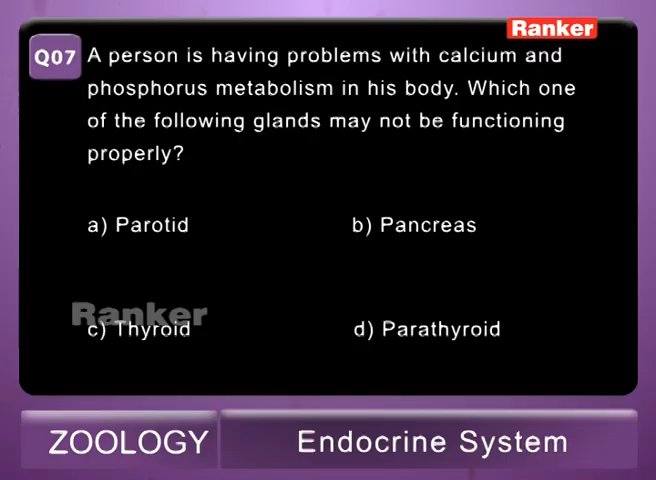 Ranker
Q07 A person is having problems with calcium and
phosphorus metabolism in his body. Which one
of the following glands may not be functioning
properly?
a) Parotid b) Pancreas
Ranker
c) Thyroid d) Parathyroid
ZOOLOGY Endocrine System